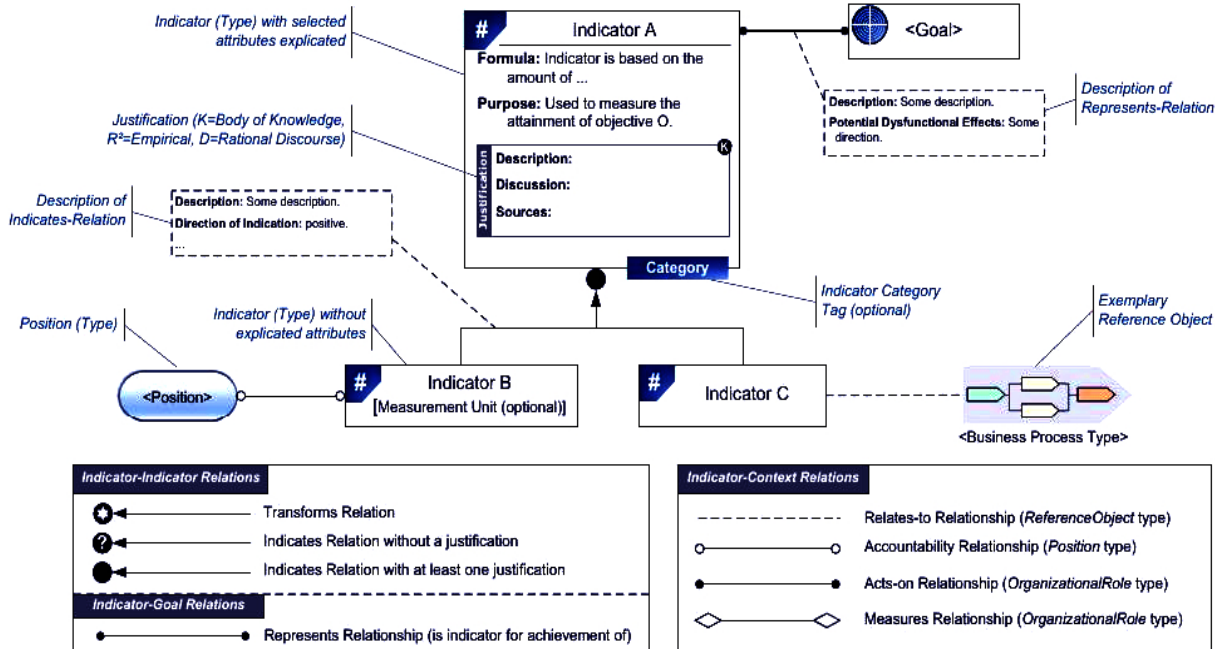 Indicator (Type) with selected
attributes explicated
#
Indicator A
Formula: Indicator is based on the
amount of ...
Purpose: Used to measure the
attainment of objective O.
K
Justification
Description:
Discussion:
Sources:
Category
<Goal>
Description: Some description.
Potential Dysfunctional Effects: Some
direction.
Description of
Represents-Relation
Justification (K=Body of Knowledge,
R²=Empirical, D=Rational Discourse)
Description of
Indicates-Relation
Description: Some description.
Direction of Indication: positive.
...
Position (Type)
Indicator (Type) without
explicated attributes
Indicator Category
Tag (optional)
Exemplary
Reference Object
<Position>
#
Indicator B
[Measurement Unit (optional)]
#
Indicator C
<Business Process Type>
Indicator-Indicator Relations
Transforms Relation
?
Indicates Relation without a justification
Indicates Relation with at least one justification
Indicator-Goal Relations
Represents Relationship (is indicator for achievement of)
Indicator-Context Relations
Relates-to Relationship (ReferenceObject type)
Accountability Relationship (Position type)
Acts-on Relationship (OrganizationalRole type)
Measures Relationship (OrganizationalRole type)